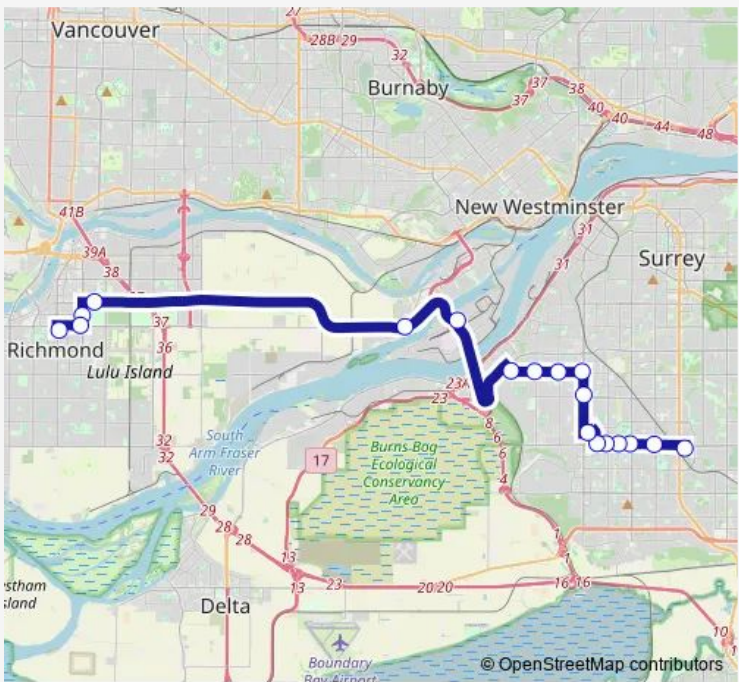 Vancouver
27
28B 29
32
Burnaby
37
37
38
40
40
44
48
New Westminster
41B
39A
38
31
31
Surrey
37
36
Richmond
Lulu Island
23A
23
8
6
6
4
South
Arm Fraser
River
17
Burns Bog
Ecological
Conservancy
Area
32
32
29
28
28
13
13
23
20 20
16 16
1
1
10
1
Delta
stham
sland
Boundary
Bay Airport
© OpenStreetMap contributors